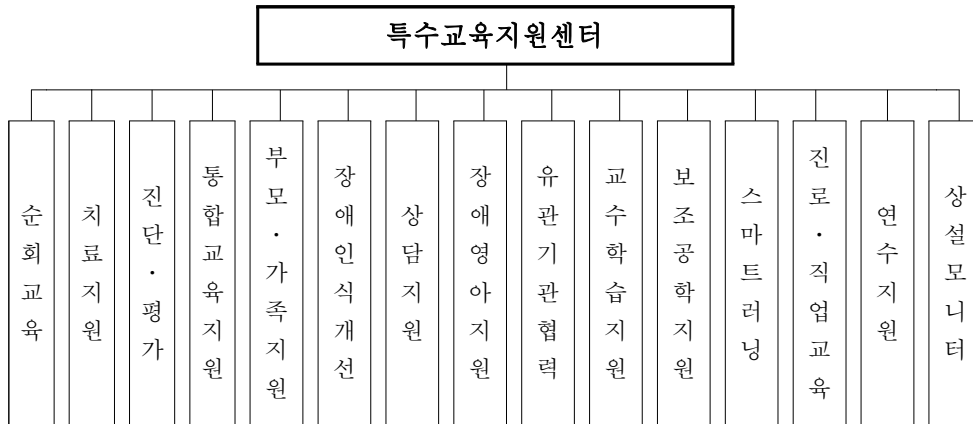 특수교육지원센터
순회교육
치료지원
진단·평가
통합교육지원
부모·가족지원
장애인식개선
상담지원
장애영아지원
유관기관협력
교수학습지원
보조공학지원
스마트러닝
진로·직업교육
연수지원
상설모니터